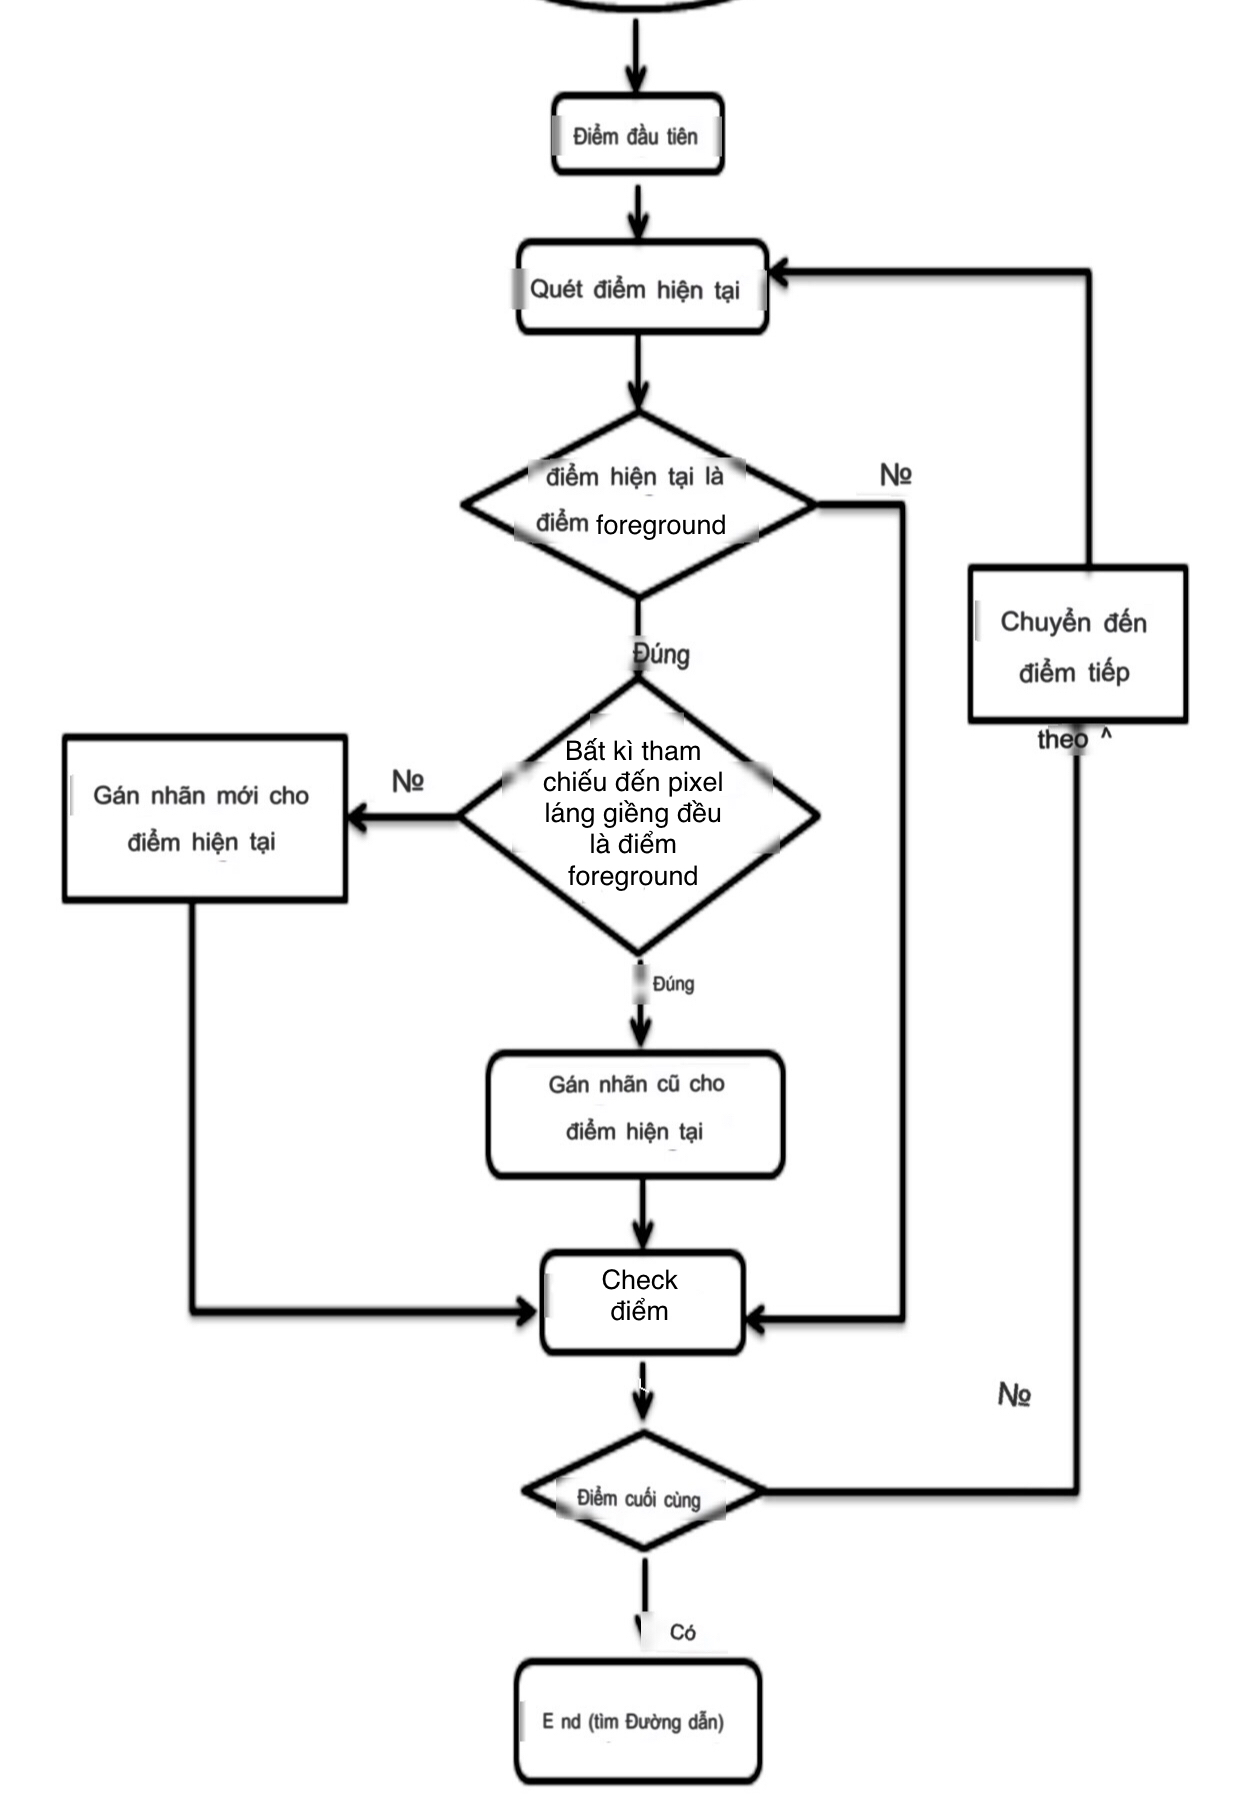 Điểm đầu tiên
Quét điểm hiện tại
điểm hiện tại là
điểm foreground
№
Đúng
Chuyển đến
điểm tiếp
theo ^
Bất kì tham
chiếu đến pixel
láng giềng đều
là điểm
foreground
№
Gán nhãn mới cho
điểm hiện tại
Đúng
Gán nhãn cũ cho
điểm hiện tại
Check
điểm
№
Điểm cuối cùng
Có
E nd (tìm Đường dẫn)